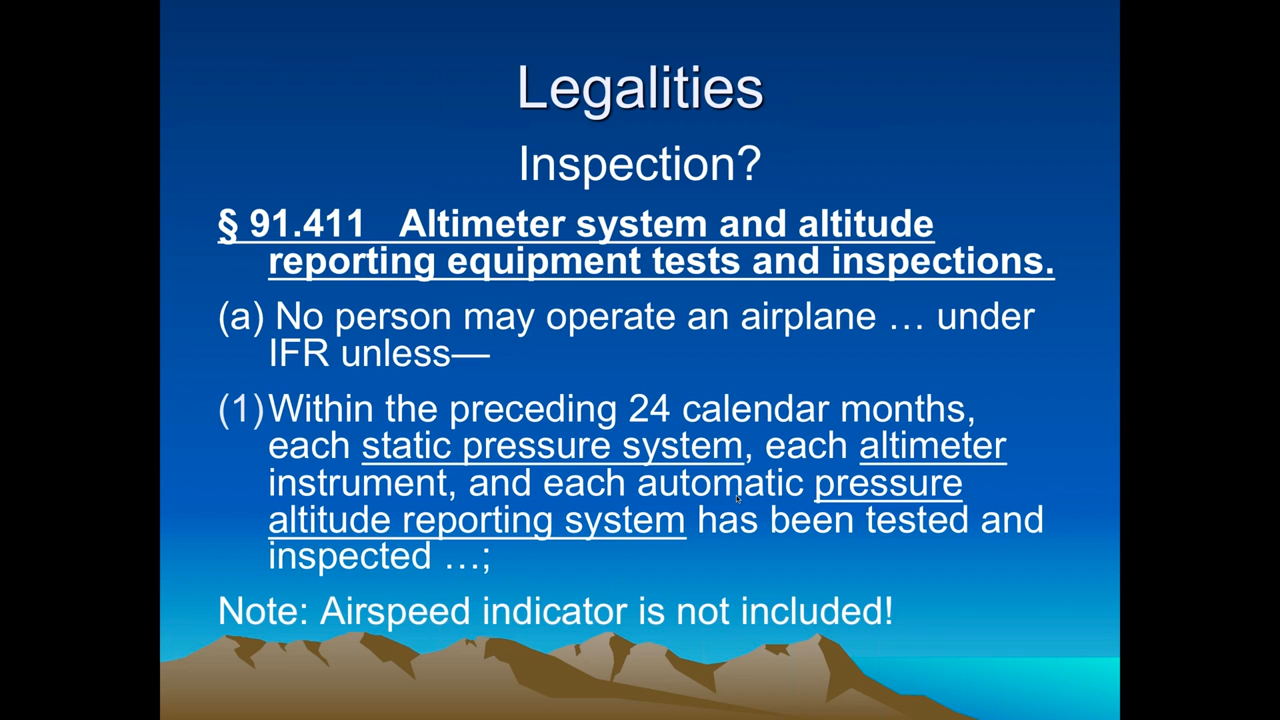 Legalities
Inspection?
§ 91.411 Altimeter system and altitude
reporting equipment tests and inspections.
(a) No person may operate an airplane … under
IFR unless—
(1) Within the preceding 24 calendar months,
each static pressure system, each altimeter
instrument, and each automatic pressure
altitude reporting system has been tested and
inspected …;
Note: Airspeed indicator is not included!